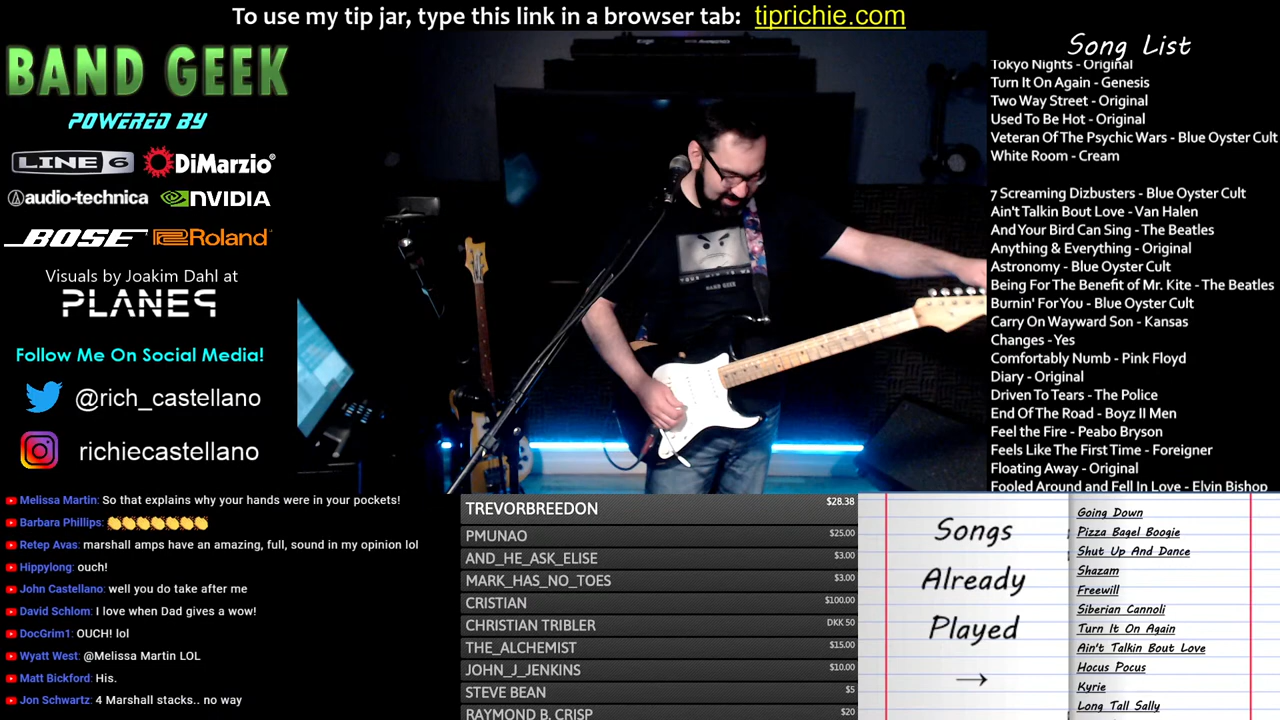 To use my tip jar, type this link in a browser tab: tiprichie.com
BAND GEEK
POWERED BY
LINE 6
DiMarzio
audio-technica
NVIDIA
BOSE
Roland
Visuals by Joakim Dahl at
PLANE9
Follow Me On Social Media!
@rich_castellano
richiecastellano
BAND GEEK
Song List
Tokyo Nights - Original
Turn It On Again - Genesis
Two Way Street - Original
Used To Be Hot - Original
Veteran Of The Psychic Wars - Blue Oyster Cult
White Room - Cream
7 Screaming Dizbusters - Blue Oyster Cult
Ain't Talkin Bout Love - Van Halen
And Your Bird Can Sing - The Beatles
Anything & Everything - Original
Astronomy - Blue Oyster Cult
Being For The Benefit of Mr. Kite - The Beatles
Burnin' For You - Blue Oyster Cult
Carry On Wayward Son - Kansas
Changes - Yes
Comfortably Numb - Pink Floyd
Diary - Original
Driven To Tears - The Police
End Of The Road - Boyz II Men
Feel the Fire - Peabo Bryson
Feels Like The First Time - Foreigner
Floating Away - Original
Fooled Around and Fell In Love - Elvin Bishop
Melissa Martin: So that explains why your hands were in your pockets!
Barbara Phillips: 👏👏👏👏👏👏👏
Retep Avas: marshall amps have an amazing, full, sound in my opinion lol
Hippylong: ouch!
John Castellano: well you do take after me
David Schlom: I love when Dad gives a wow!
DocGrim1: OUCH! lol
Wyatt West: @Melissa Martin LOL
Matt Bickford: His.
Jon Schwartz: 4 Marshall stacks.. no way
TREVORBREEDON $28.38
PMUNAO $25.00
AND_HE_ASK_ELISE $3.00
MARK_HAS_NO_TOES $3.00
CRISTIAN $100.00
CHRISTIAN TRIBLER DKK 50
THE_ALCHEMIST $15.00
JOHN_J_JENKINS $10.00
STEVE BEAN $5
RAYMOND B. CRISP $20
Songs
Already
Played
→
Going Down
Pizza Bagel Boogie
Shut Up And Dance
Shazam
Freewill
Siberian Cannoli
Turn It On Again
Ain't Talkin Bout Love
Hocus Pocus
Kyrie
Long Tall Sally